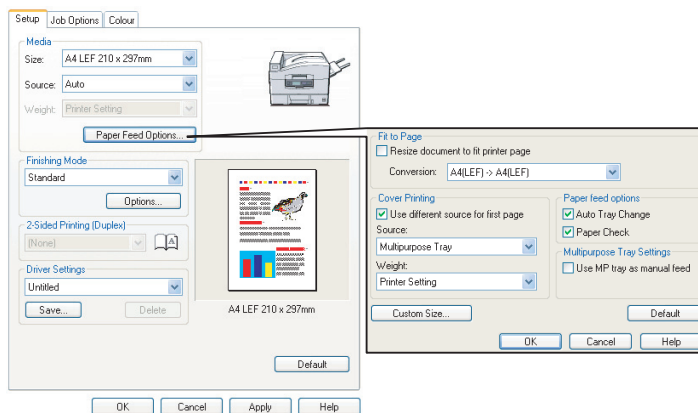 Setup Job Options Colour
Media
Size: A4 LEF 210 x 297mm
Source: Auto
Weight: Printer Setting
Paper Feed Options...
Finishing Mode
Standard
Options...
2-Sided Printing (Duplex)
(None)
A
Driver Settings
Untitled
Save... Delete
A4 LEF 210 x 297mm
Default
OK Cancel Apply Help
Fit to Page
Resize document to fit printer page
Conversion: A4(LEF) -> A4(LEF)
Cover Printing
Use different source for first page
Source:
Multipurpose Tray
Weight:
Printer Setting
Paper feed options
Auto Tray Change
Paper Check
Multipurpose Tray Settings
Use MP tray as manual feed
Custom Size... Default
OK Cancel Help